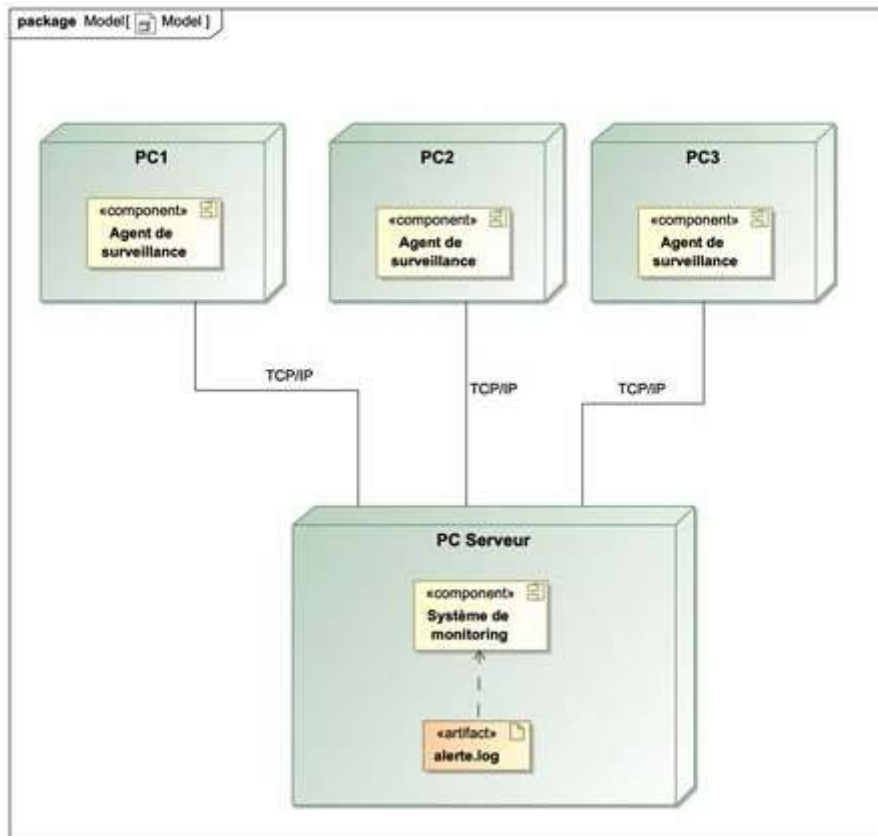 package Model[ Model ]
PC1
«component»
Agent de
surveillance
PC2
«component»
Agent de
surveillance
PC3
«component»
Agent de
surveillance
TCP/IP
TCP/IP
TCP/IP
PC Serveur
«component»
Système de
monitoring
«artifact»
alerte.log